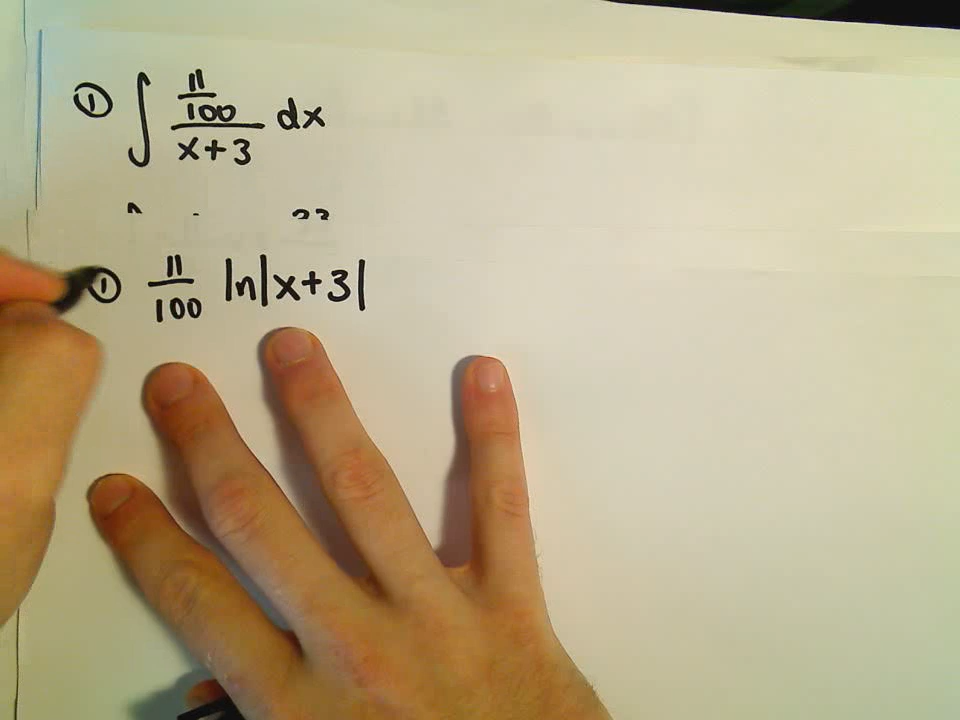 ① ∫ (11/100)/(x+3) dx
① 11/100 ln|x+3|